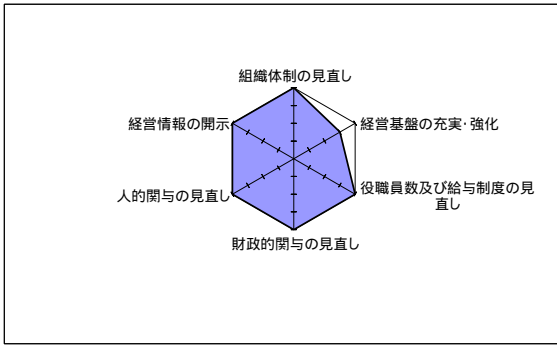 組織体制の見直し
経営基盤の充実・強化
役職員数及び給与制度の見
直し
財政的関与の見直し
人的関与の見直し
経営情報の開示